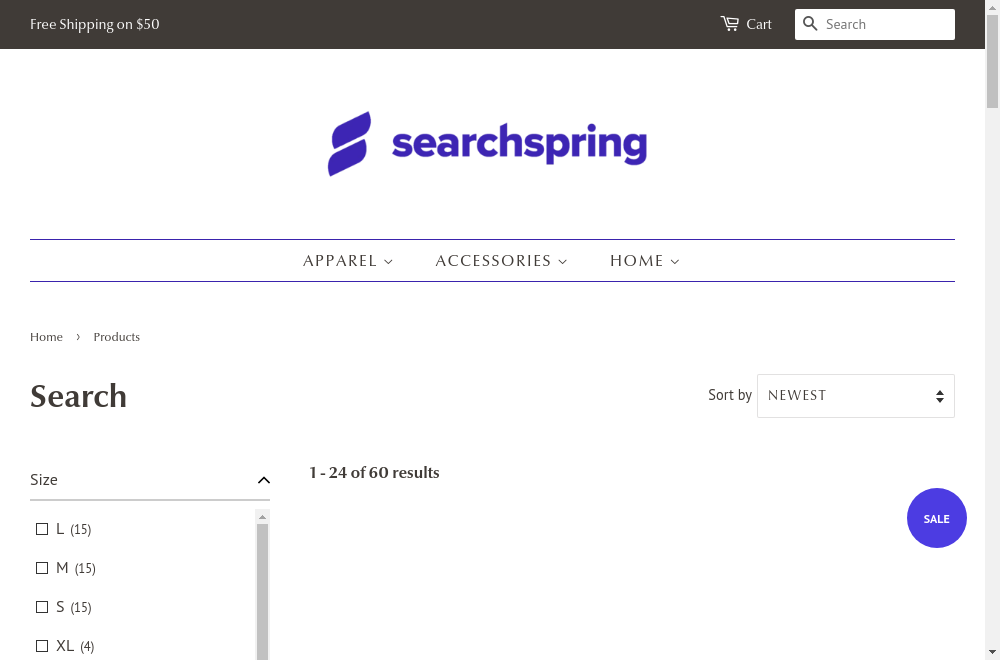 Free Shipping on $50
Cart
Search
searchspring
APPAREL
ACCESSORIES
HOME
Home › Products
Search
Sort by
NEWEST
Size
1 - 24 of 60 results
SALE
L (15)
M (15)
S (15)
XL (4)